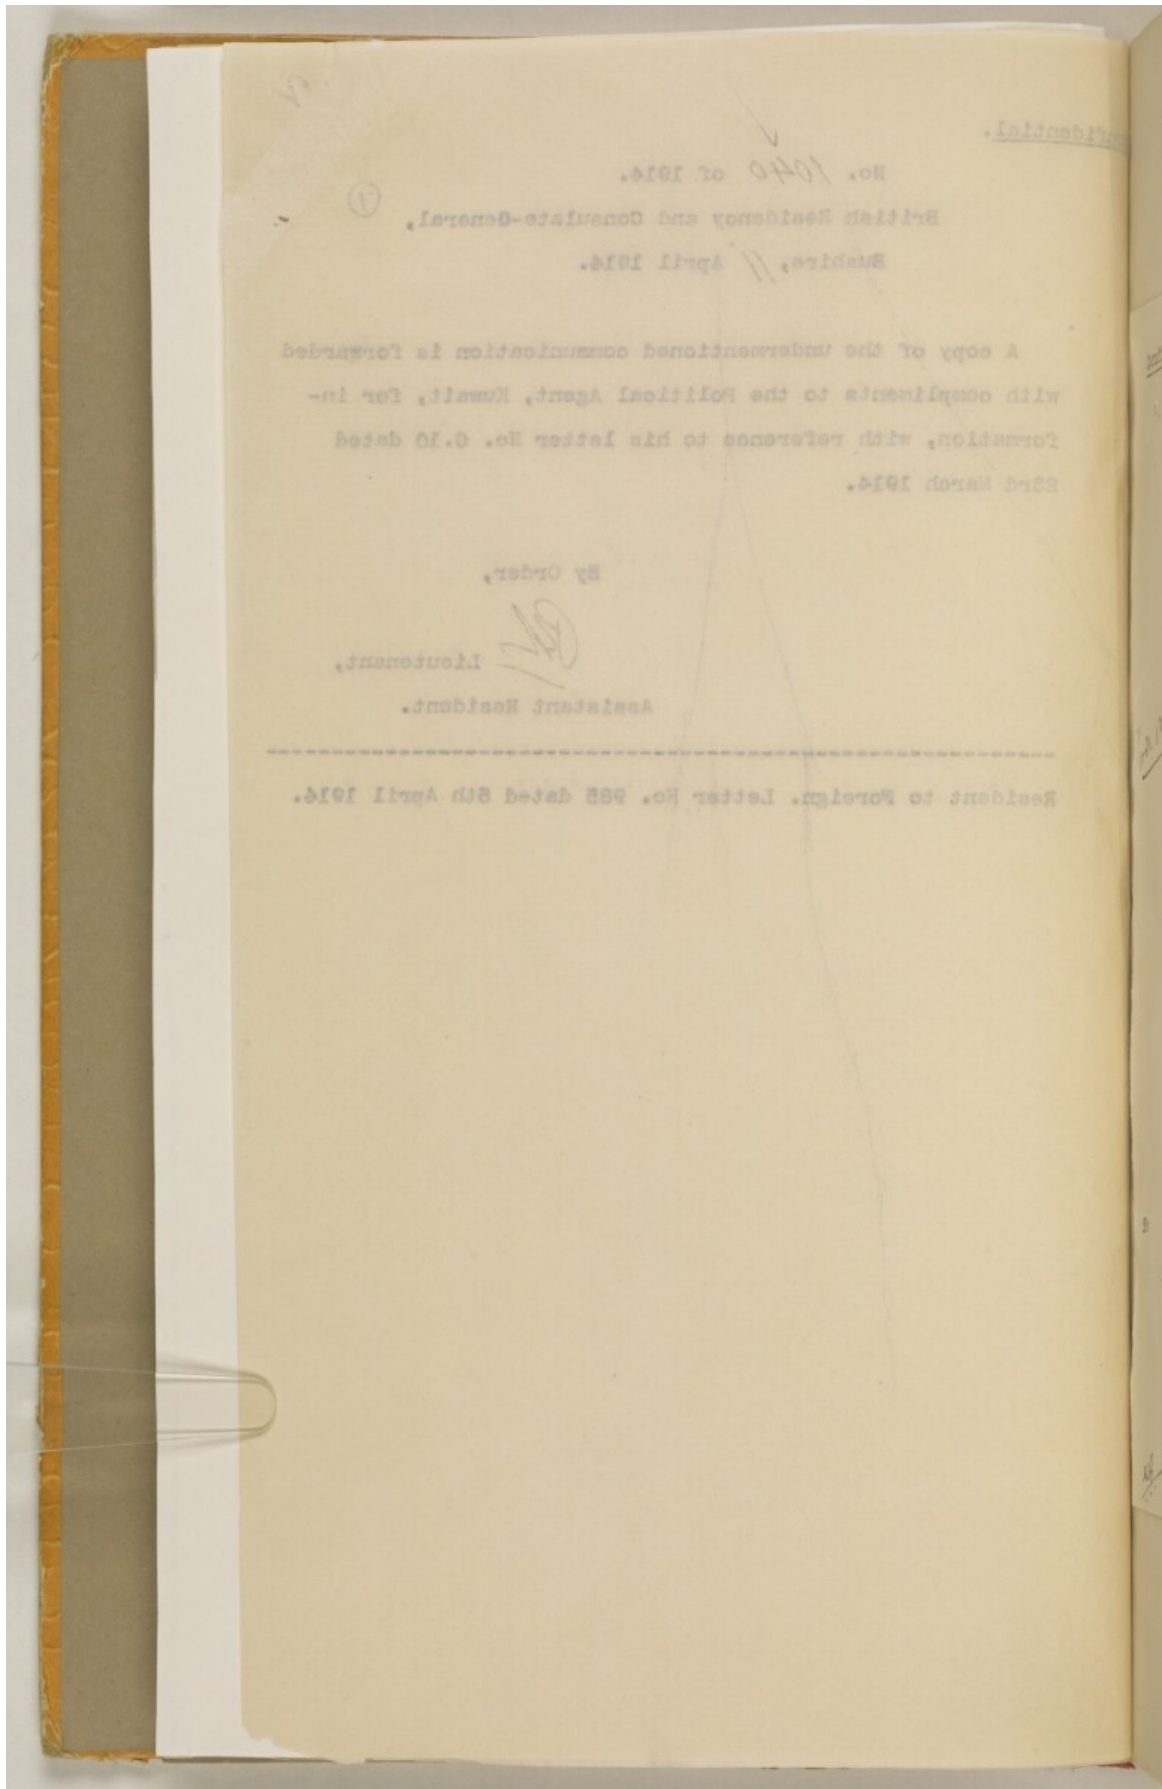 Confidential.
No. 1040 of 1914.
British Residency and Consulate-General,
Bushire, 11 April 1914.
A copy of the undermentioned communication is forwarded
with compliments to the Political Agent, Kuwait, for in-
formation, with reference to his letter No. C.10 dated
23rd March 1914.
By Order,
Lieutenant,
Assistant Resident.
Resident to Foreign. Letter No. 985 dated 5th April 1914.